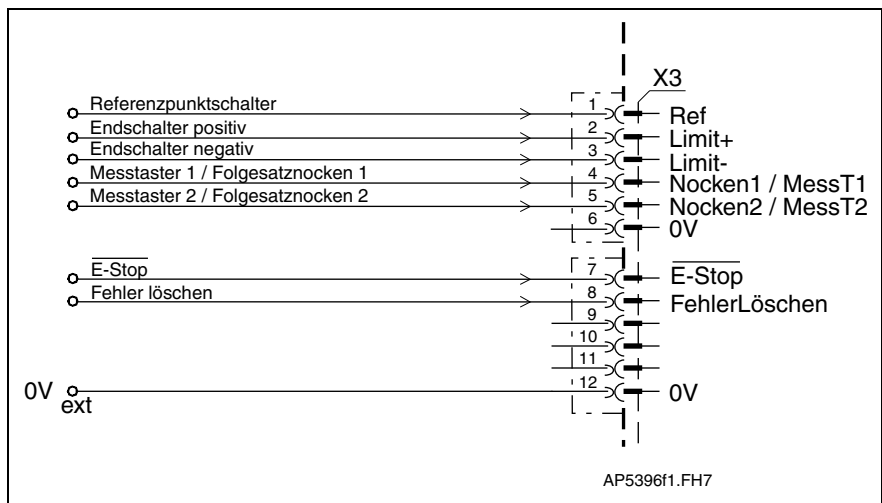 X3
Referenzpunktschalter 1 Ref
Endschalter positiv 2 Limit+
Endschalter negativ 3 Limit-
Messtaster 1 / Folgesatznocken 1 4 Nocken1 / MessT1
Messtaster 2 / Folgesatznocken 2 5 Nocken2 / MessT2
6 0V
E-Stop 7 E-Stop
Fehler löschen 8 FehlerLöschen
9
10
11
0V ext 12 0V
AP5396f1.FH7